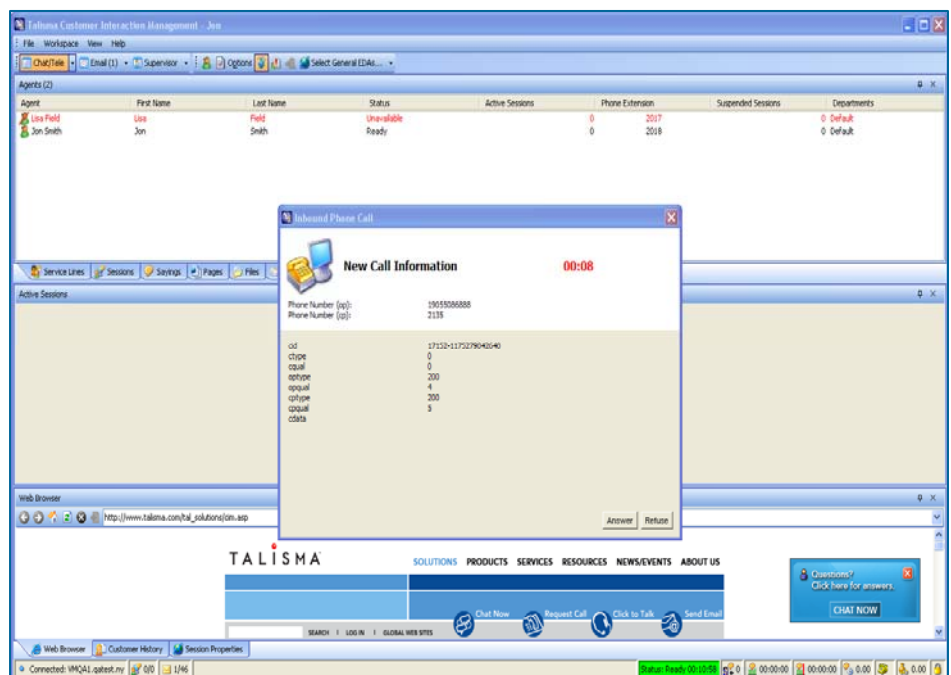 Talisma Customer Interaction Management - Jon
File Workspace View Help
Chat/Tele Email (1) Supervisor Options Select General EDAs...
Agents (2)
Agent First Name Last Name Status Active Sessions Phone Extension Suspended Sessions Departments
Lisa Field Lisa Field Unavailable 0 2017 0 Default
Jon Smith Jon Smith Ready 0 2018 0 Default
Inbound Phone Call
New Call Information 00:08
Service Lines Sessions Sayings Pages Files
Active Sessions
Phone Number (op): 19055086888
Phone Number (cp): 2135
cid 17152-1175279042640
ctype 0
cqual 0
optype 200
opqual 4
cptype 200
cpqual 5
cdata
Answer Refuse
Web Browser
http://www.talisma.com/tal_solutions/cim.asp
TALISMA
SOLUTIONS PRODUCTS SERVICES RESOURCES NEWS/EVENTS ABOUT US
Questions?
Click here for answers.
CHAT NOW
Chat Now Request Call Click to Talk Send Email
SEARCH | LOG IN | GLOBAL WEB SITES
Web Browser Customer History Session Properties
Connected: VMQA1.qatest.ny 0/0 1/46 Status: Ready 00:10:58 0 00:00:00 00:00:00 0.00 0.00